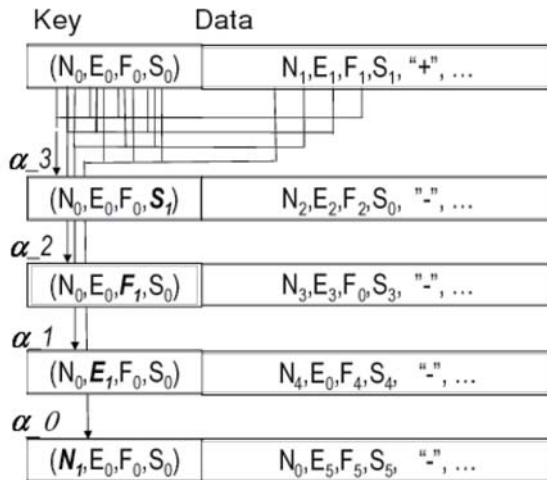 Key Data
(N0,E0,F0,S0) N1,E1,F1,S1, “+”, ...
α_3
(N0,E0,F0,S1) N2,E2,F2,S0, ”-”, ...
α_2
(N0,E0,F1,S0) N3,E3,F0,S3, ”-”, ...
α_1
(N0,E1,F0,S0) N4,E0,F4,S4, “-”, ...
α_0
(N1,E0,F0,S0) N0,E5,F5,S5, “-”, ...